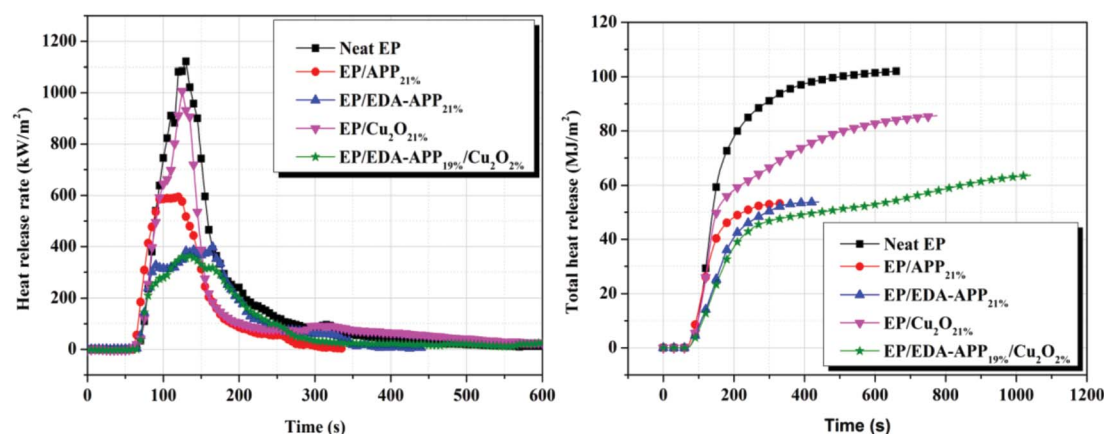 Heat release rate (kW/m²)
1200
1000
800
600
400
200
0
Neat EP
EP/APP21%
EP/EDA-APP21%
EP/Cu2O21%
EP/EDA-APP19%/Cu2O2%
0 100 200 300 400 500 600
Time (s)
Total heat release (MJ/m²)
120
100
80
60
40
20
0
Neat EP
EP/APP21%
EP/EDA-APP21%
EP/Cu2O21%
EP/EDA-APP19%/Cu2O2%
0 200 400 600 800 1000 1200
Time (s)